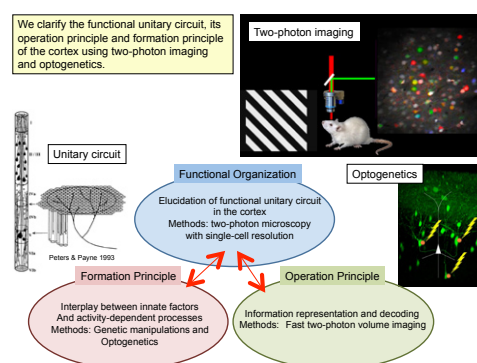 We clarify the functional unitary circuit, its
operation principle and formation principle
of the cortex using two-photon imaging
and optogenetics.
Two-photon imaging
Unitary circuit
Peters & Payne 1993
Functional Organization
Elucidation of functional unitary circuit
in the cortex
Methods: two-photon microscopy
with single-cell resolution
Optogenetics
Formation Principle
Interplay between innate factors
And activity-dependent processes
Methods: Genetic manipulations and
Optogenetics
Operation Principle
Information representation and decoding
Methods: Fast two-photon volume imaging